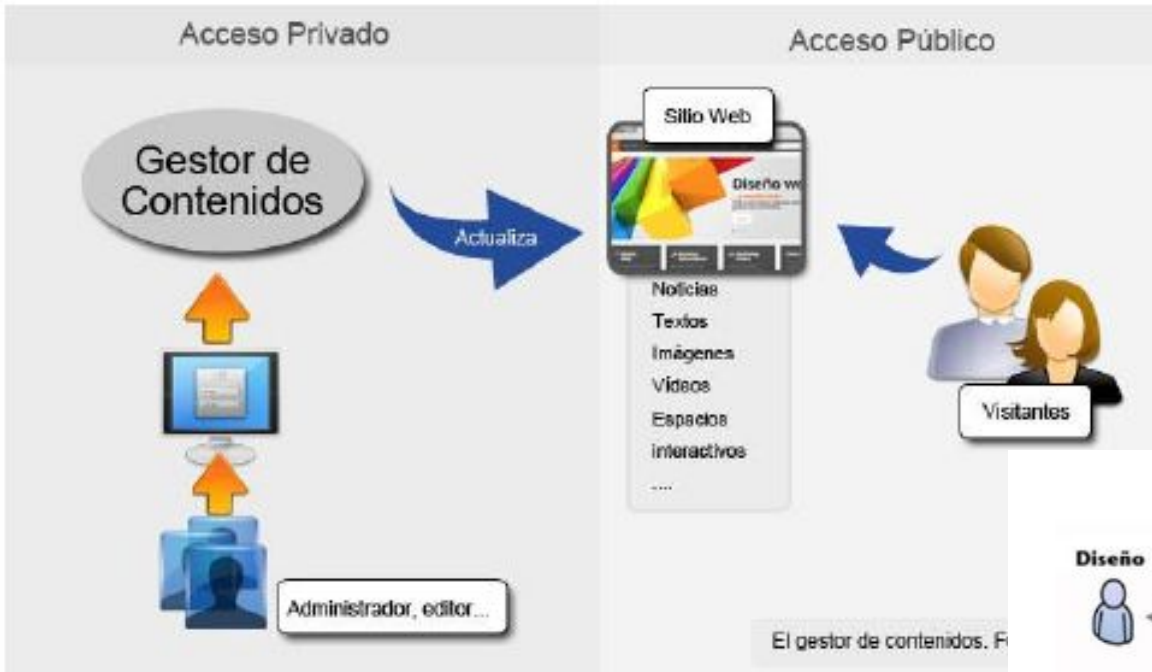 Acceso Privado
Gestor de
Contenidos
Actualiza
Administrador, editor...
Acceso Público
Sitio Web
Diseño
Noticias
Textos
Imágenes
Vídeos
Espacios
interactivos
....
Visitantes
Diseño
El gestor de contenidos.